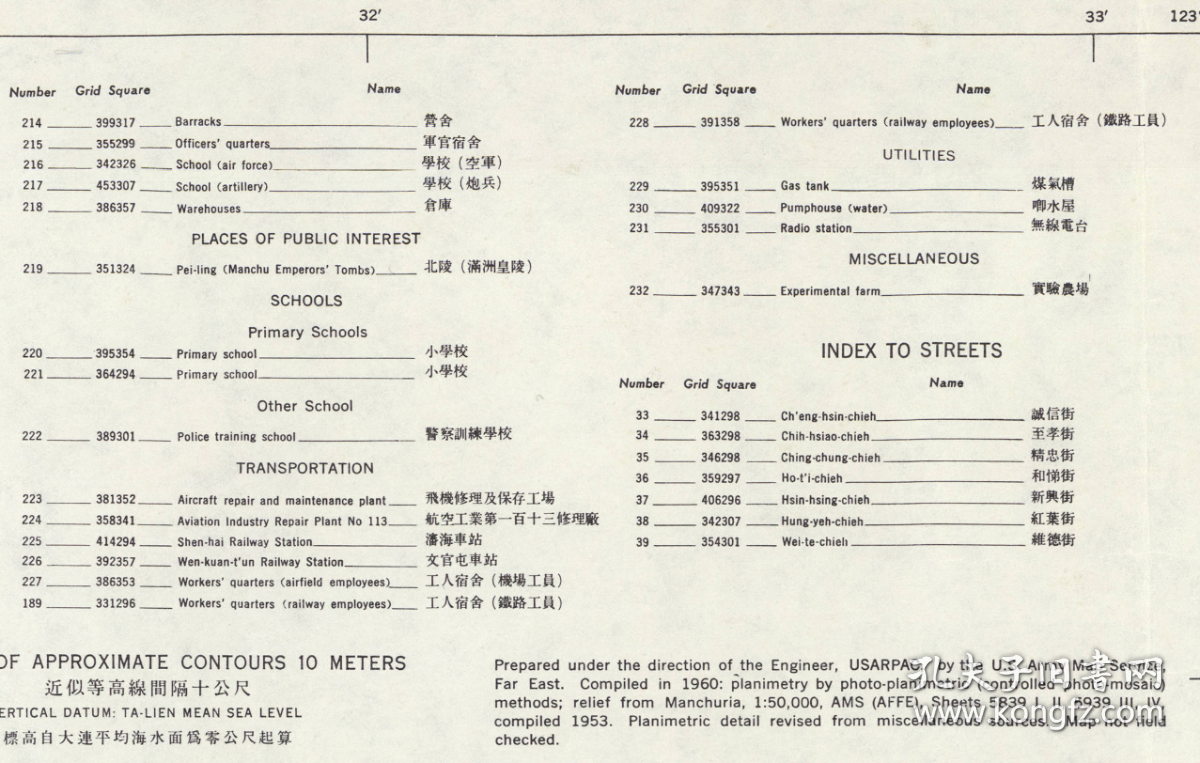 32'
33'
123°
Number Grid Square Name
214 399317 Barracks 營舍
215 355299 Officers' quarters 軍官宿舍
216 342326 School (air force) 學校 (空軍)
217 453307 School (artillery) 學校 (炮兵)
218 386357 Warehouses 倉庫
PLACES OF PUBLIC INTEREST
219 351324 Pei-ling (Manchu Emperors' Tombs) 北陵 (滿洲皇陵)
SCHOOLS
Primary Schools
220 395354 Primary school 小學校
221 364294 Primary school 小學校
Other School
222 389301 Police training school 警察訓練學校
TRANSPORTATION
223 381352 Aircraft repair and maintenance plant 飛機修理及保存工場
224 358341 Aviation Industry Repair Plant No 113 航空工業第一百十三修理廠
225 414294 Shen-hai Railway Station 瀋海車站
226 392357 Wen-kuan-t'un Railway Station 文官屯車站
227 386353 Workers' quarters (airfield employees) 工人宿舍 (機場工員)
189 331296 Workers' quarters (railway employees) 工人宿舍 (鐵路工員)
Number Grid Square Name
228 391358 Workers' quarters (railway employees) 工人宿舍 (鐵路工員)
UTILITIES
229 395351 Gas tank 煤氣槽
230 409322 Pumphouse (water) 唧水屋
231 355301 Radio station 無線電台
MISCELLANEOUS
232 347343 Experimental farm 實驗農場
INDEX TO STREETS
Number Grid Square Name
33 341298 Ch'eng-hsin-chieh 誠信街
34 363298 Chih-hsiao-chieh 至孝街
35 346298 Ching-chung-chieh 精忠街
36 359297 Ho-t'i-chieh 和悌街
37 406296 Hsin-hsing-chieh 新興街
38 342307 Hung-yeh-chieh 紅葉街
39 354301 Wei-te-chieh 維德街
OF APPROXIMATE CONTOURS 10 METERS
近似等高線間隔十公尺
ERTICAL DATUM: TA-LIEN MEAN SEA LEVEL
標高自大連平均海水面爲零公尺起算
Prepared under the direction of the Engineer, USARPAC, by the U.S. Army Map Service,
Far East. Compiled in 1960: planimetry by photo-planimetric (controlled photo-mosaic)
methods; relief from Manchuria, 1:50,000, AMS (AFFE), Sheets 5839 I, II, 6939 III, IV,
compiled 1953. Planimetric detail revised from miscellaneous sources. Map not field
checked.
孔夫子旧书网
www.kongfz.com